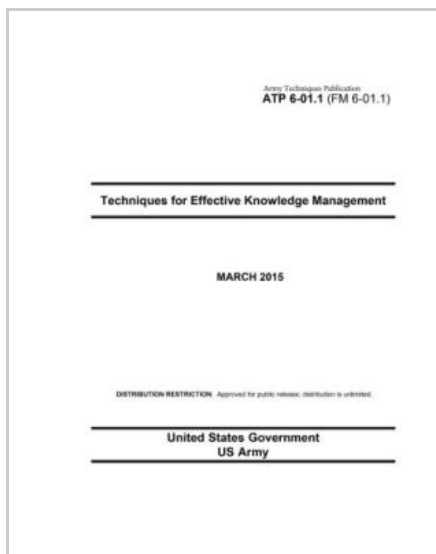 Army Techniques Publication
ATP 6-01.1 (FM 6-01.1)
Techniques for Effective Knowledge Management
MARCH 2015
DISTRIBUTION RESTRICTION: Approved for public release; distribution is unlimited.
United States Government
US Army